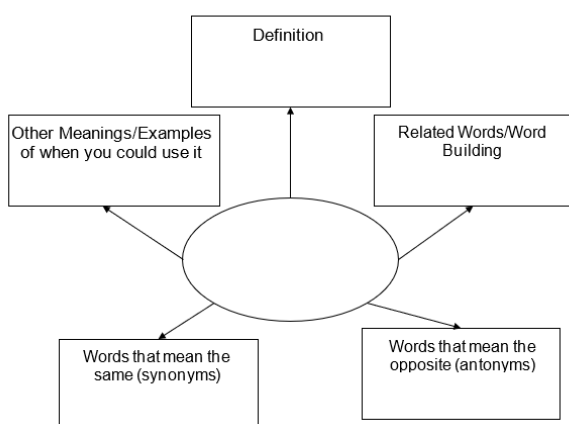 Definition
Other Meanings/Examples
of when you could use it
Related Words/Word
Building
Words that mean the
same (synonyms)
Words that mean the
opposite (antonyms)